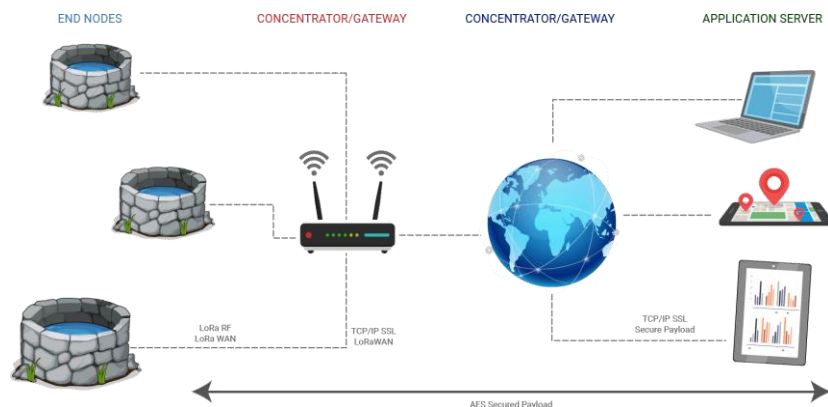 END NODES
CONCENTRATOR/GATEWAY
CONCENTRATOR/GATEWAY
APPLICATION SERVER
LoRa RF
LoRa WAN
TCP/IP SSL
LoRaWAN
TCP/IP SSL
Secure Payload
AES Secured Payload